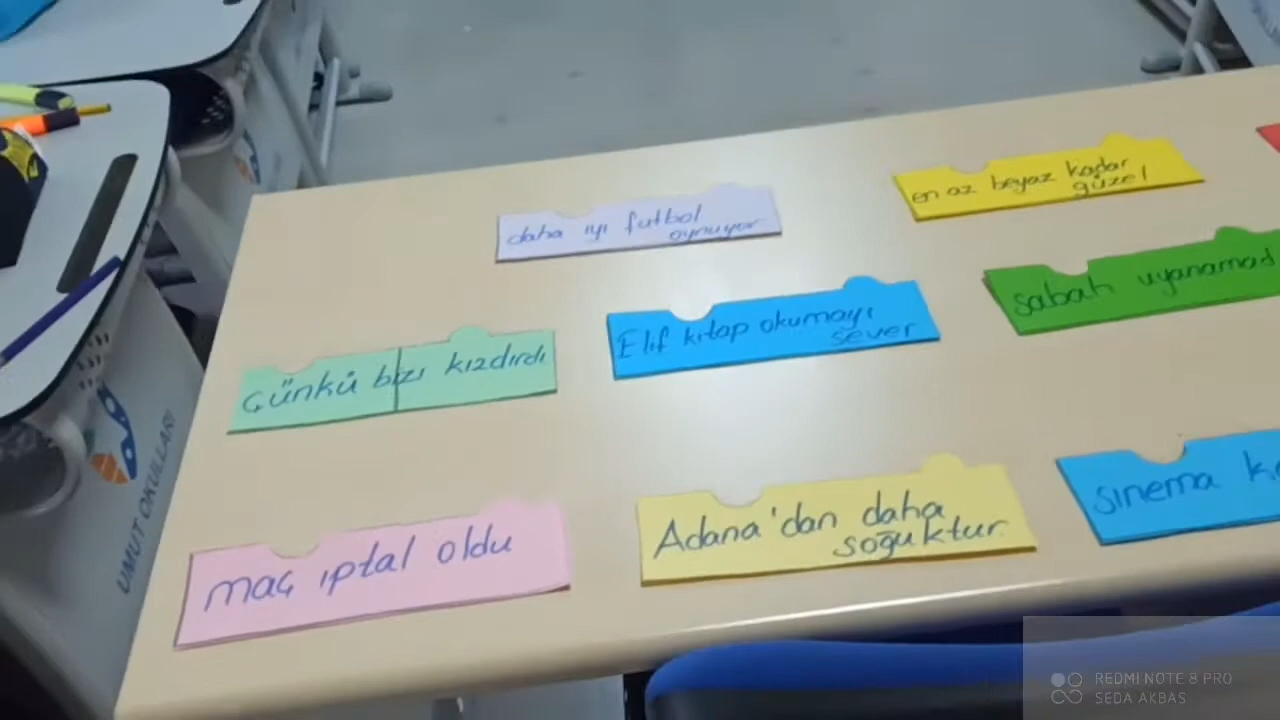 daha iyi futbol
oynuyor
en az beyaz kadar
güzel
Elif kitap okumayı
sever
sabah uyanamad
Çünkü bizi kızdırdı
maç iptal oldu
Adana'dan daha
soğuktur.
sinema
UMUT OKULLARI
REDMI NOTE 8 PRO
SEDA AKBAS